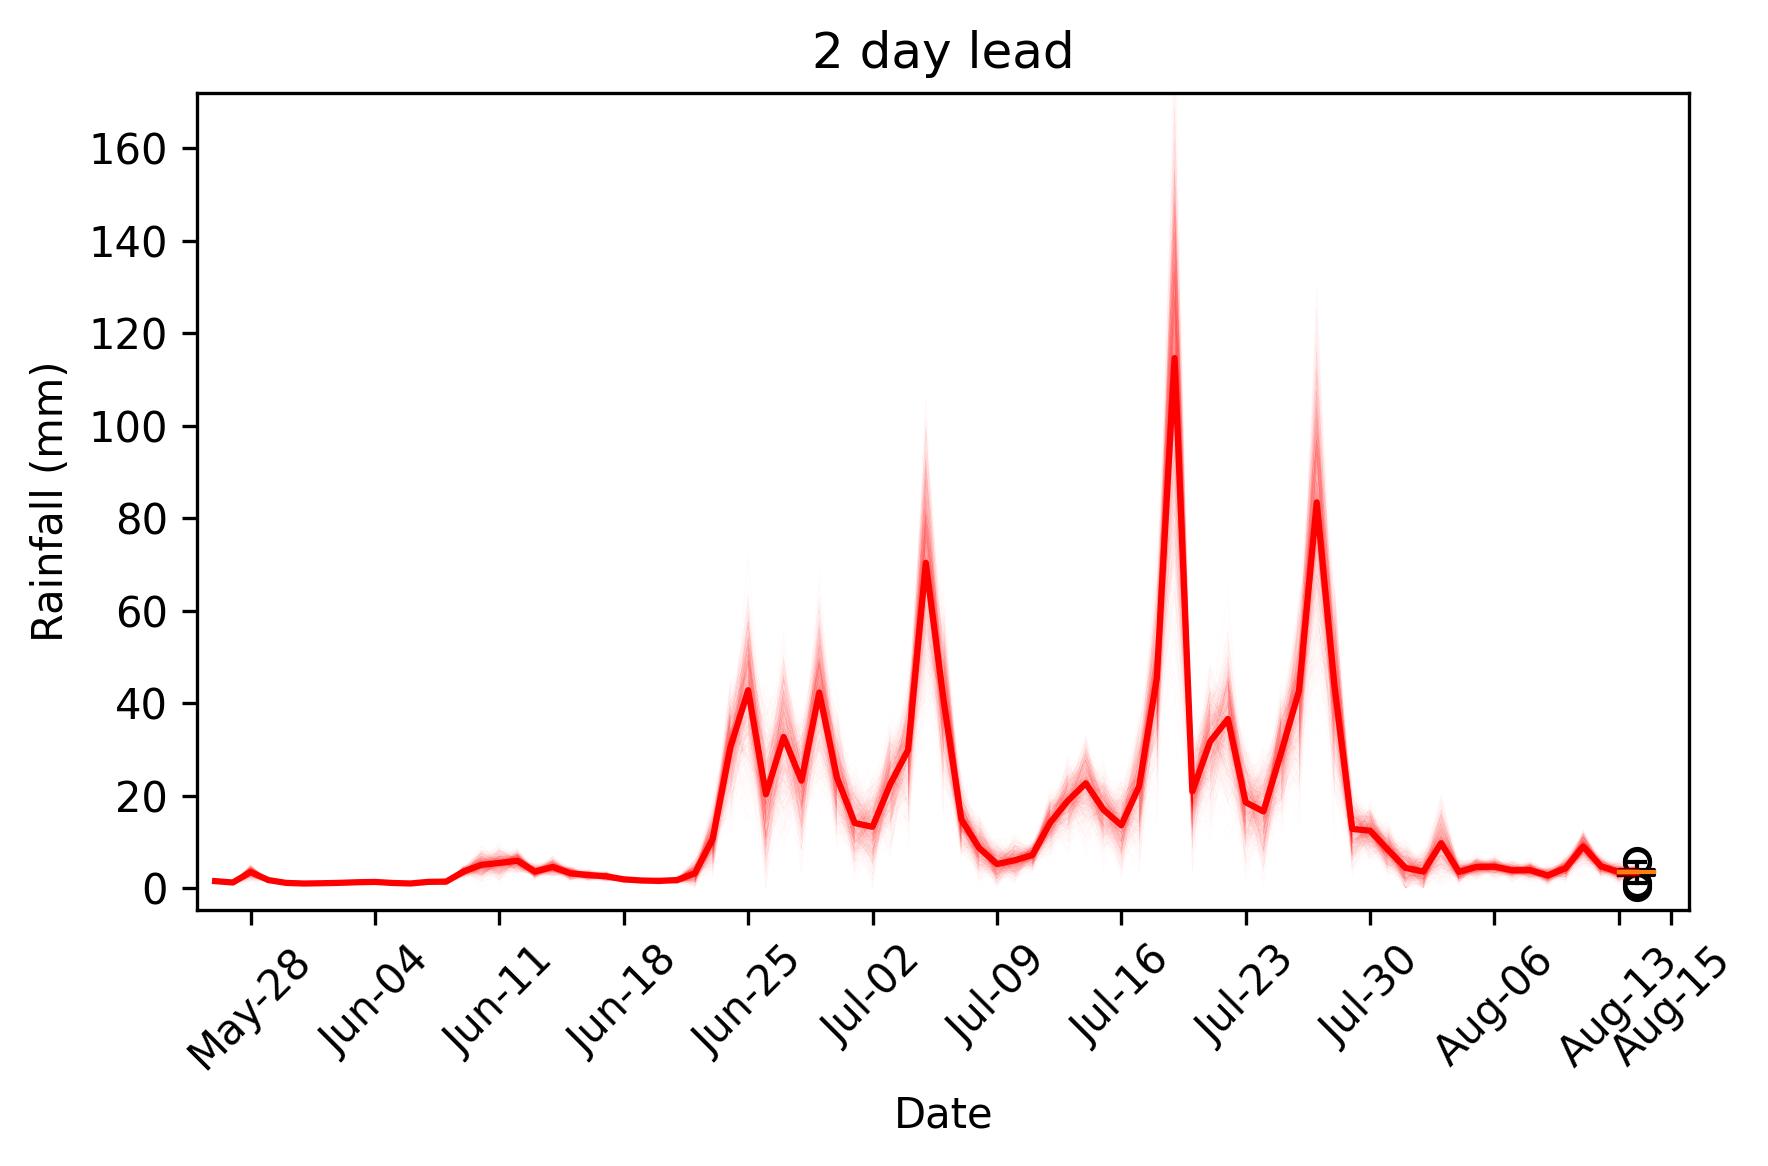 2 day lead
160
140
120
100
80
60
40
20
0
Rainfall (mm)
May-28
Jun-04
Jun-11
Jun-18
Jun-25
Jul-02
Jul-09
Jul-16
Jul-23
Jul-30
Aug-06
Aug-13
Aug-15
Date